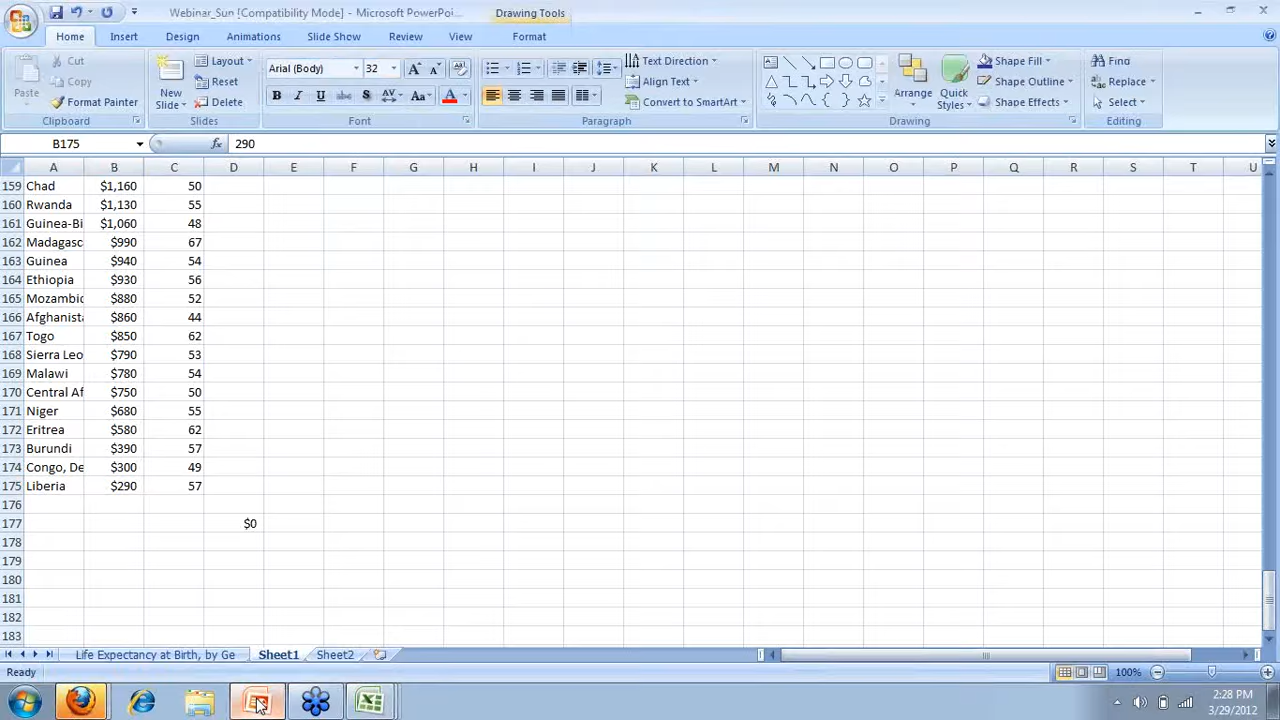 Webinar_Sun [Compatibility Mode] - Microsoft PowerPoi...
Drawing Tools
Home Insert Design Animations Slide Show Review View Format
Paste
Cut
Copy
Format Painter
Clipboard
New Slide
Layout
Reset
Delete
Slides
Arial (Body) 32
B I U abc S AV Aa A
Font
Text Direction
Align Text
Convert to SmartArt
Paragraph
Arrange
Quick Styles
Shape Fill
Shape Outline
Shape Effects
Drawing
Find
Replace
Select
Editing
B175 fx 290
A B C D E F G H I J K L M N O P Q R S T U
159 Chad $1,160 50
160 Rwanda $1,130 55
161 Guinea-Bi $1,060 48
162 Madagasc $990 67
163 Guinea $940 54
164 Ethiopia $930 56
165 Mozambic $880 52
166 Afghanista $860 44
167 Togo $850 62
168 Sierra Leo $790 53
169 Malawi $780 54
170 Central Af $750 50
171 Niger $680 55
172 Eritrea $580 62
173 Burundi $390 57
174 Congo, De $300 49
175 Liberia $290 57
176
177 $0
178
179
180
181
182
183
Life Expectancy at Birth, by Ge Sheet1 Sheet2
Ready 100%
2:28 PM
3/29/2012